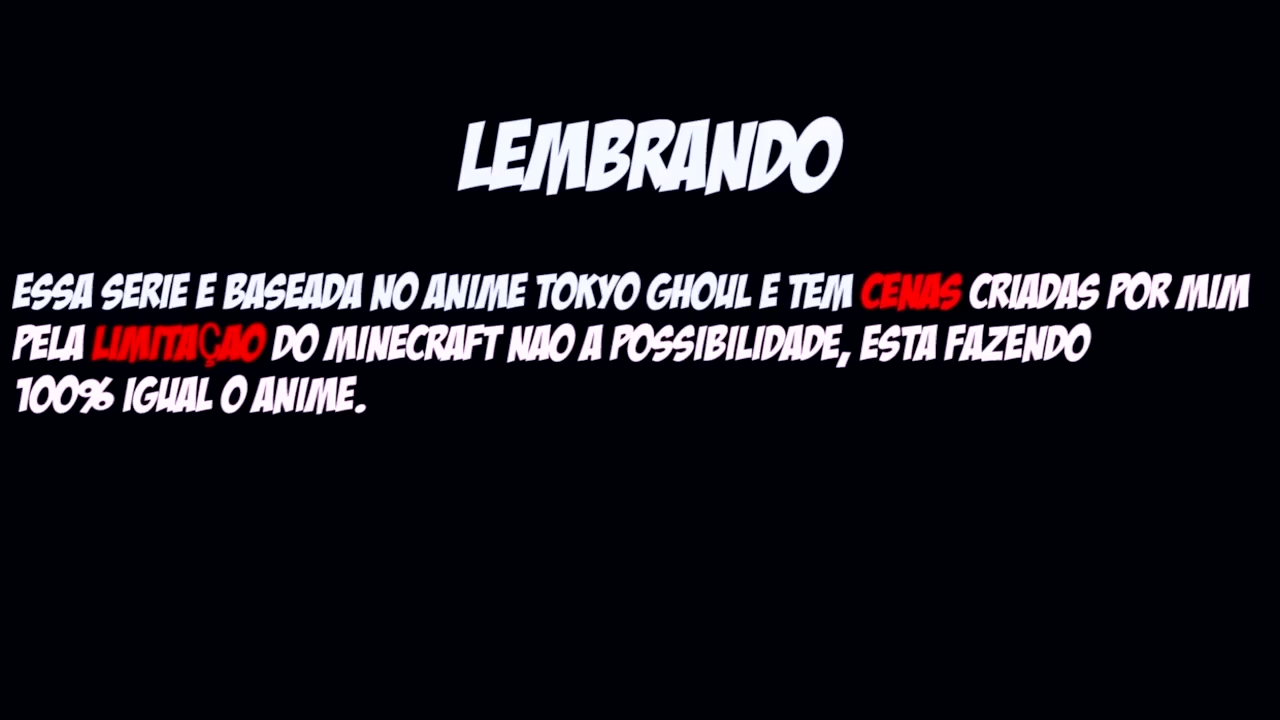 LEMBRANDO
ESSA SERIE E BASEADA NO ANIME TOKYO GHOUL E TEM CENAS CRIADAS POR MIM
PELA LIMITAÇAO DO MINECRAFT NAO A POSSIBILIDADE, ESTA FAZENDO
100% IGUAL O ANIME.